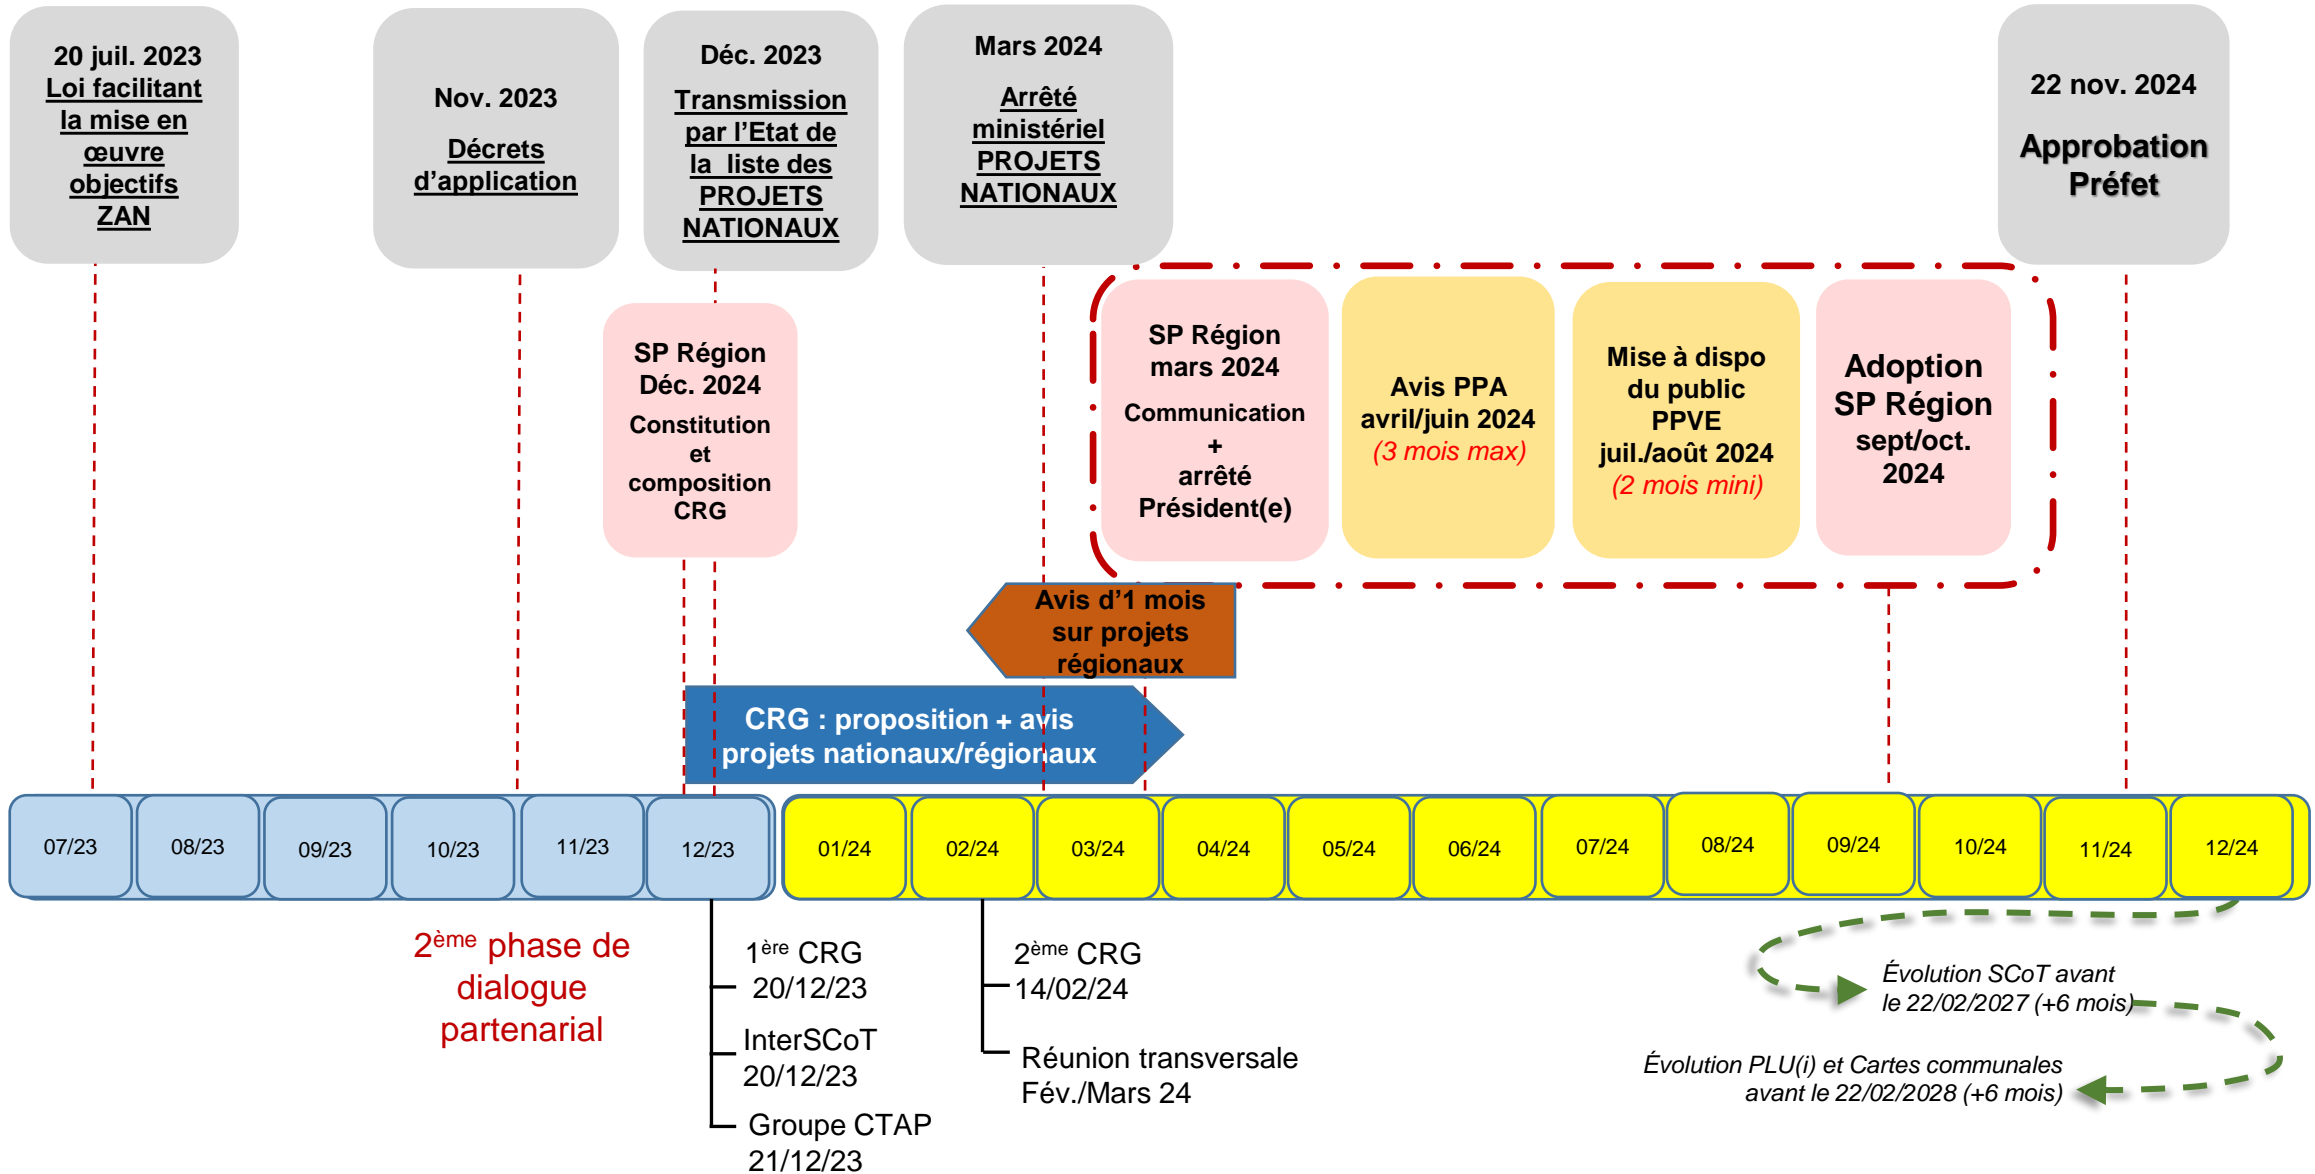 20 juil. 2023
Loi facilitant
la mise en
œuvre
objectifs
ZAN
Nov. 2023
Décrets
d’application
Déc. 2023
Transmission
par l’Etat de
la liste des
PROJETS
NATIONAUX
Mars 2024
Arrêté
ministériel
PROJETS
NATIONAUX
22 nov. 2024
Approbation
Préfet
SP Région
Déc. 2024
Constitution
et
composition
CRG
SP Région
mars 2024
Communication
+
arrêté
Président(e)
Avis PPA
avril/juin 2024
(3 mois max)
Mise à dispo
du public
PPVE
juil./août 2024
(2 mois mini)
Adoption
SP Région
sept/oct.
2024
Avis d’1 mois
sur projets
régionaux
CRG : proposition + avis
projets nationaux/régionaux
07/23
08/23
09/23
10/23
11/23
12/23
01/24
02/24
03/24
04/24
05/24
06/24
07/24
08/24
09/24
10/24
11/24
12/24
2ème phase de
dialogue
partenarial
1ère CRG
20/12/23
InterSCoT
20/12/23
Groupe CTAP
21/12/23
2ème CRG
14/02/24
Réunion transversale
Fév./Mars 24
Évolution SCoT avant
le 22/02/2027 (+6 mois)
Évolution PLU(i) et Cartes communales
avant le 22/02/2028 (+6 mois)